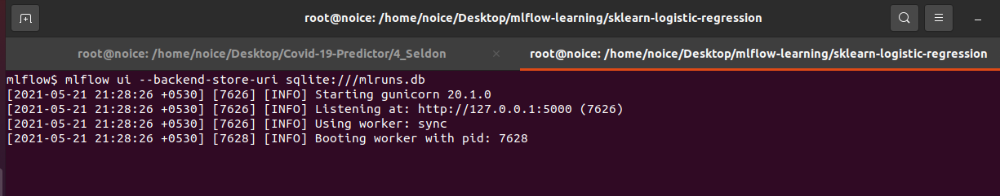 root@noice: /home/noice/Desktop/mlflow-learning/sklearn-logistic-regression
root@noice: /home/noice/Desktop/Covid-19-Predictor/4_Seldon
root@noice: /home/noice/Desktop/mlflow-learning/sklearn-logistic-regression
mlflow$ mlflow ui --backend-store-uri sqlite:///mlruns.db
[2021-05-21 21:28:26 +0530] [7626] [INFO] Starting gunicorn 20.1.0
[2021-05-21 21:28:26 +0530] [7626] [INFO] Listening at: http://127.0.0.1:5000 (7626)
[2021-05-21 21:28:26 +0530] [7626] [INFO] Using worker: sync
[2021-05-21 21:28:26 +0530] [7628] [INFO] Booting worker with pid: 7628